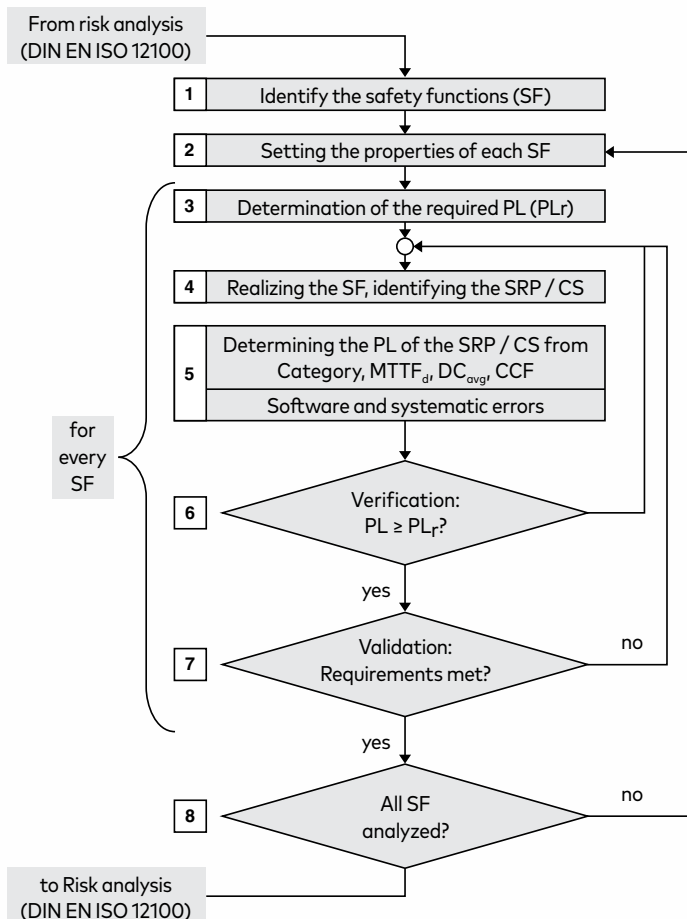 From risk analysis
(DIN EN ISO 12100)
1
Identify the safety functions (SF)
2
Setting the properties of each SF
3
Determination of the required PL (PLr)
4
Realizing the SF, identifying the SRP / CS
5
Determining the PL of the SRP / CS from
Category, MTTFd, DCavg, CCF
Software and systematic errors
for
every
SF
6
Verification:
PL ≥ PLr?
yes
7
Validation:
Requirements met?
no
yes
8
All SF
analyzed?
no
to Risk analysis
(DIN EN ISO 12100)